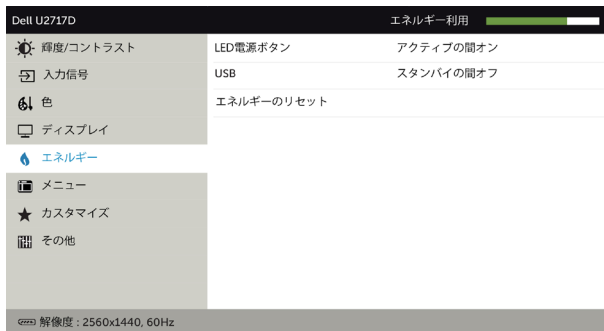 Dell U2717D エネルギー利用
輝度/コントラスト LED電源ボタン アクティブの間オン
入力信号 USB スタンバイの間オフ
色 エネルギーのリセット
ディスプレイ
エネルギー
メニュー
カスタマイズ
その他
解像度 : 2560x1440, 60Hz